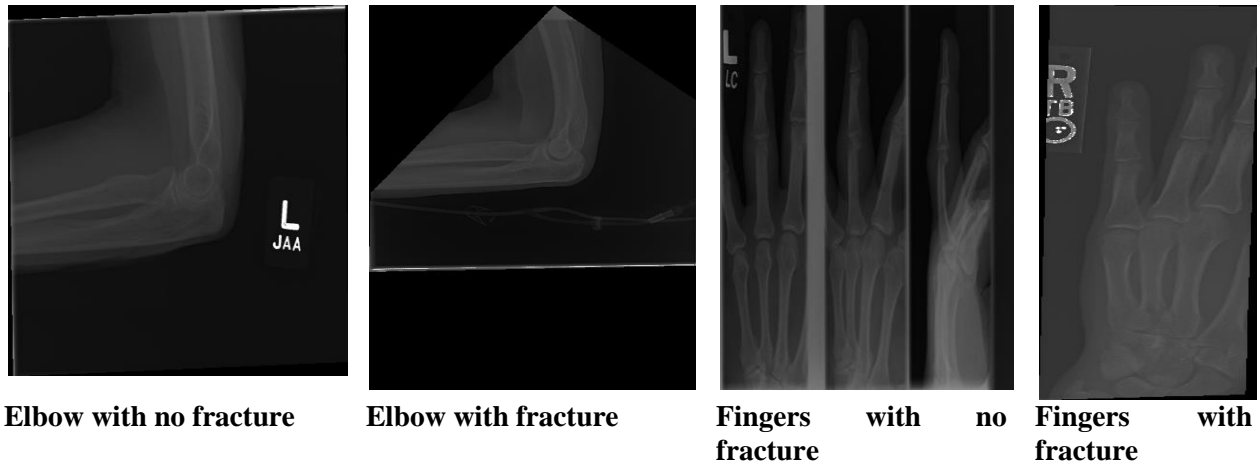 L
JAA
L
LC
R
TB
Elbow with no fracture
Elbow with fracture
Fingers with no
fracture
Fingers with
fracture